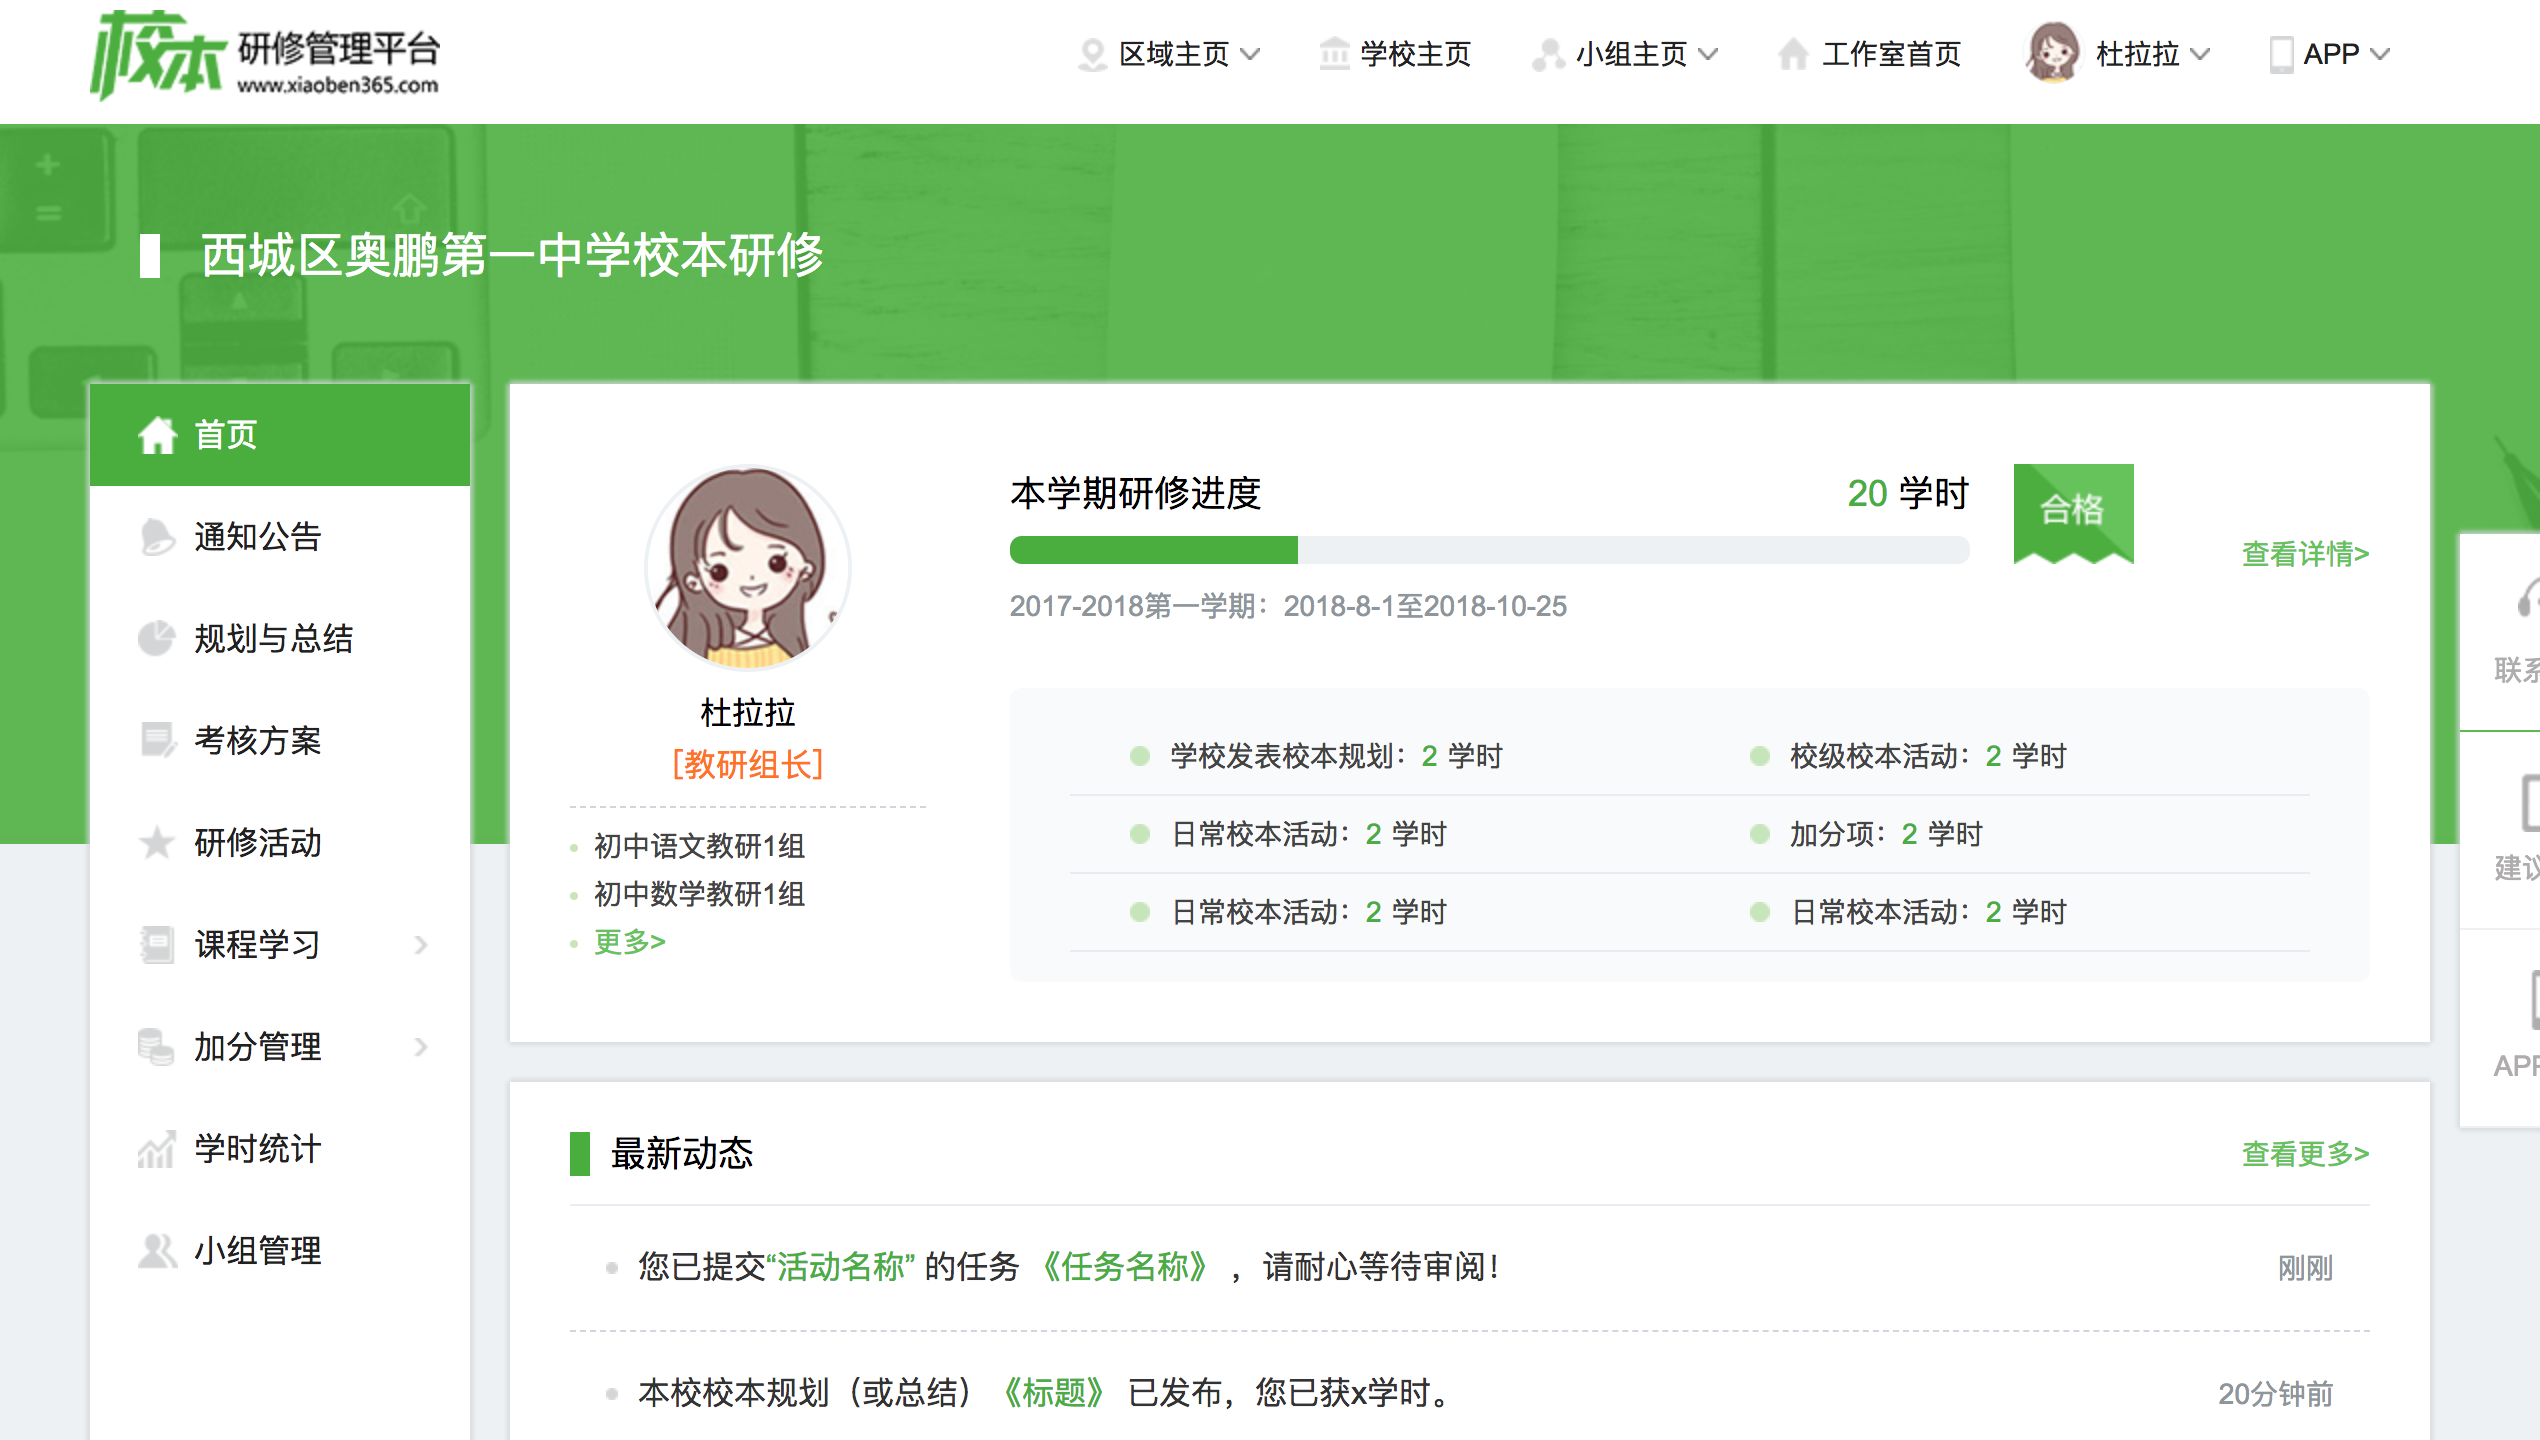 校本 研修管理平台
www.xiaoben365.com
区域主页 学校主页 小组主页 工作室首页 杜拉拉 APP
西城区奥鹏第一中学校本研修
首页
通知公告
规划与总结
考核方案
研修活动
课程学习
加分管理
学时统计
小组管理
杜拉拉
[教研组长]
初中语文教研1组
初中数学教研1组
更多>
本学期研修进度 20 学时
合格
查看详情>
2017-2018第一学期：2018-8-1至2018-10-25
学校发表校本规划：2 学时 校级校本活动：2 学时
日常校本活动：2 学时 加分项：2 学时
日常校本活动：2 学时 日常校本活动：2 学时
最新动态 查看更多>
您已提交“活动名称” 的任务 《任务名称》 ，请耐心等待审阅！ 刚刚
本校校本规划（或总结）《标题》 已发布，您已获x学时。 20分钟前
联系
建议
APP